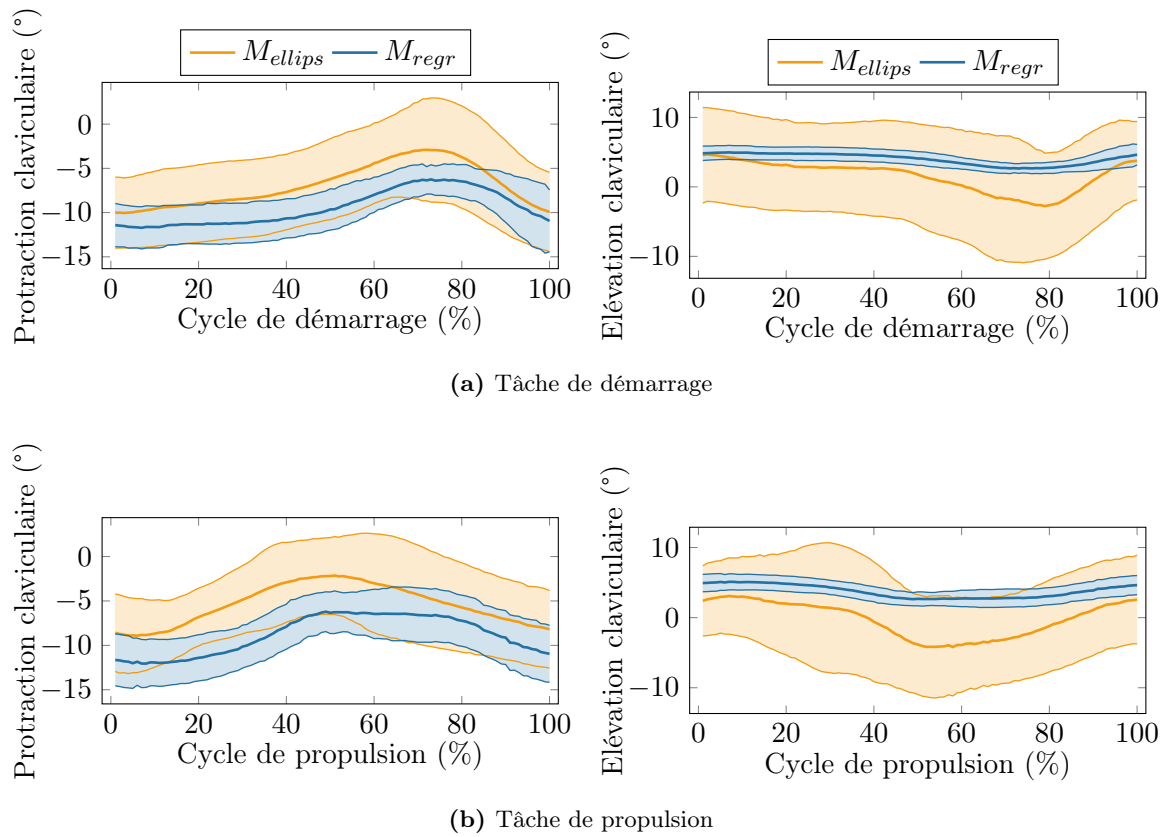 M_ellips M_regr
Protraction claviculaire (°)
0
−5
−10
−15
0 20 40 60 80 100
Cycle de démarrage (%)
M_ellips M_regr
Elévation claviculaire (°)
10
0
−10
0 20 40 60 80 100
Cycle de démarrage (%)
(a) Tâche de démarrage
Protraction claviculaire (°)
0
−5
−10
−15
0 20 40 60 80 100
Cycle de propulsion (%)
Elévation claviculaire (°)
10
0
−10
0 20 40 60 80 100
Cycle de propulsion (%)
(b) Tâche de propulsion